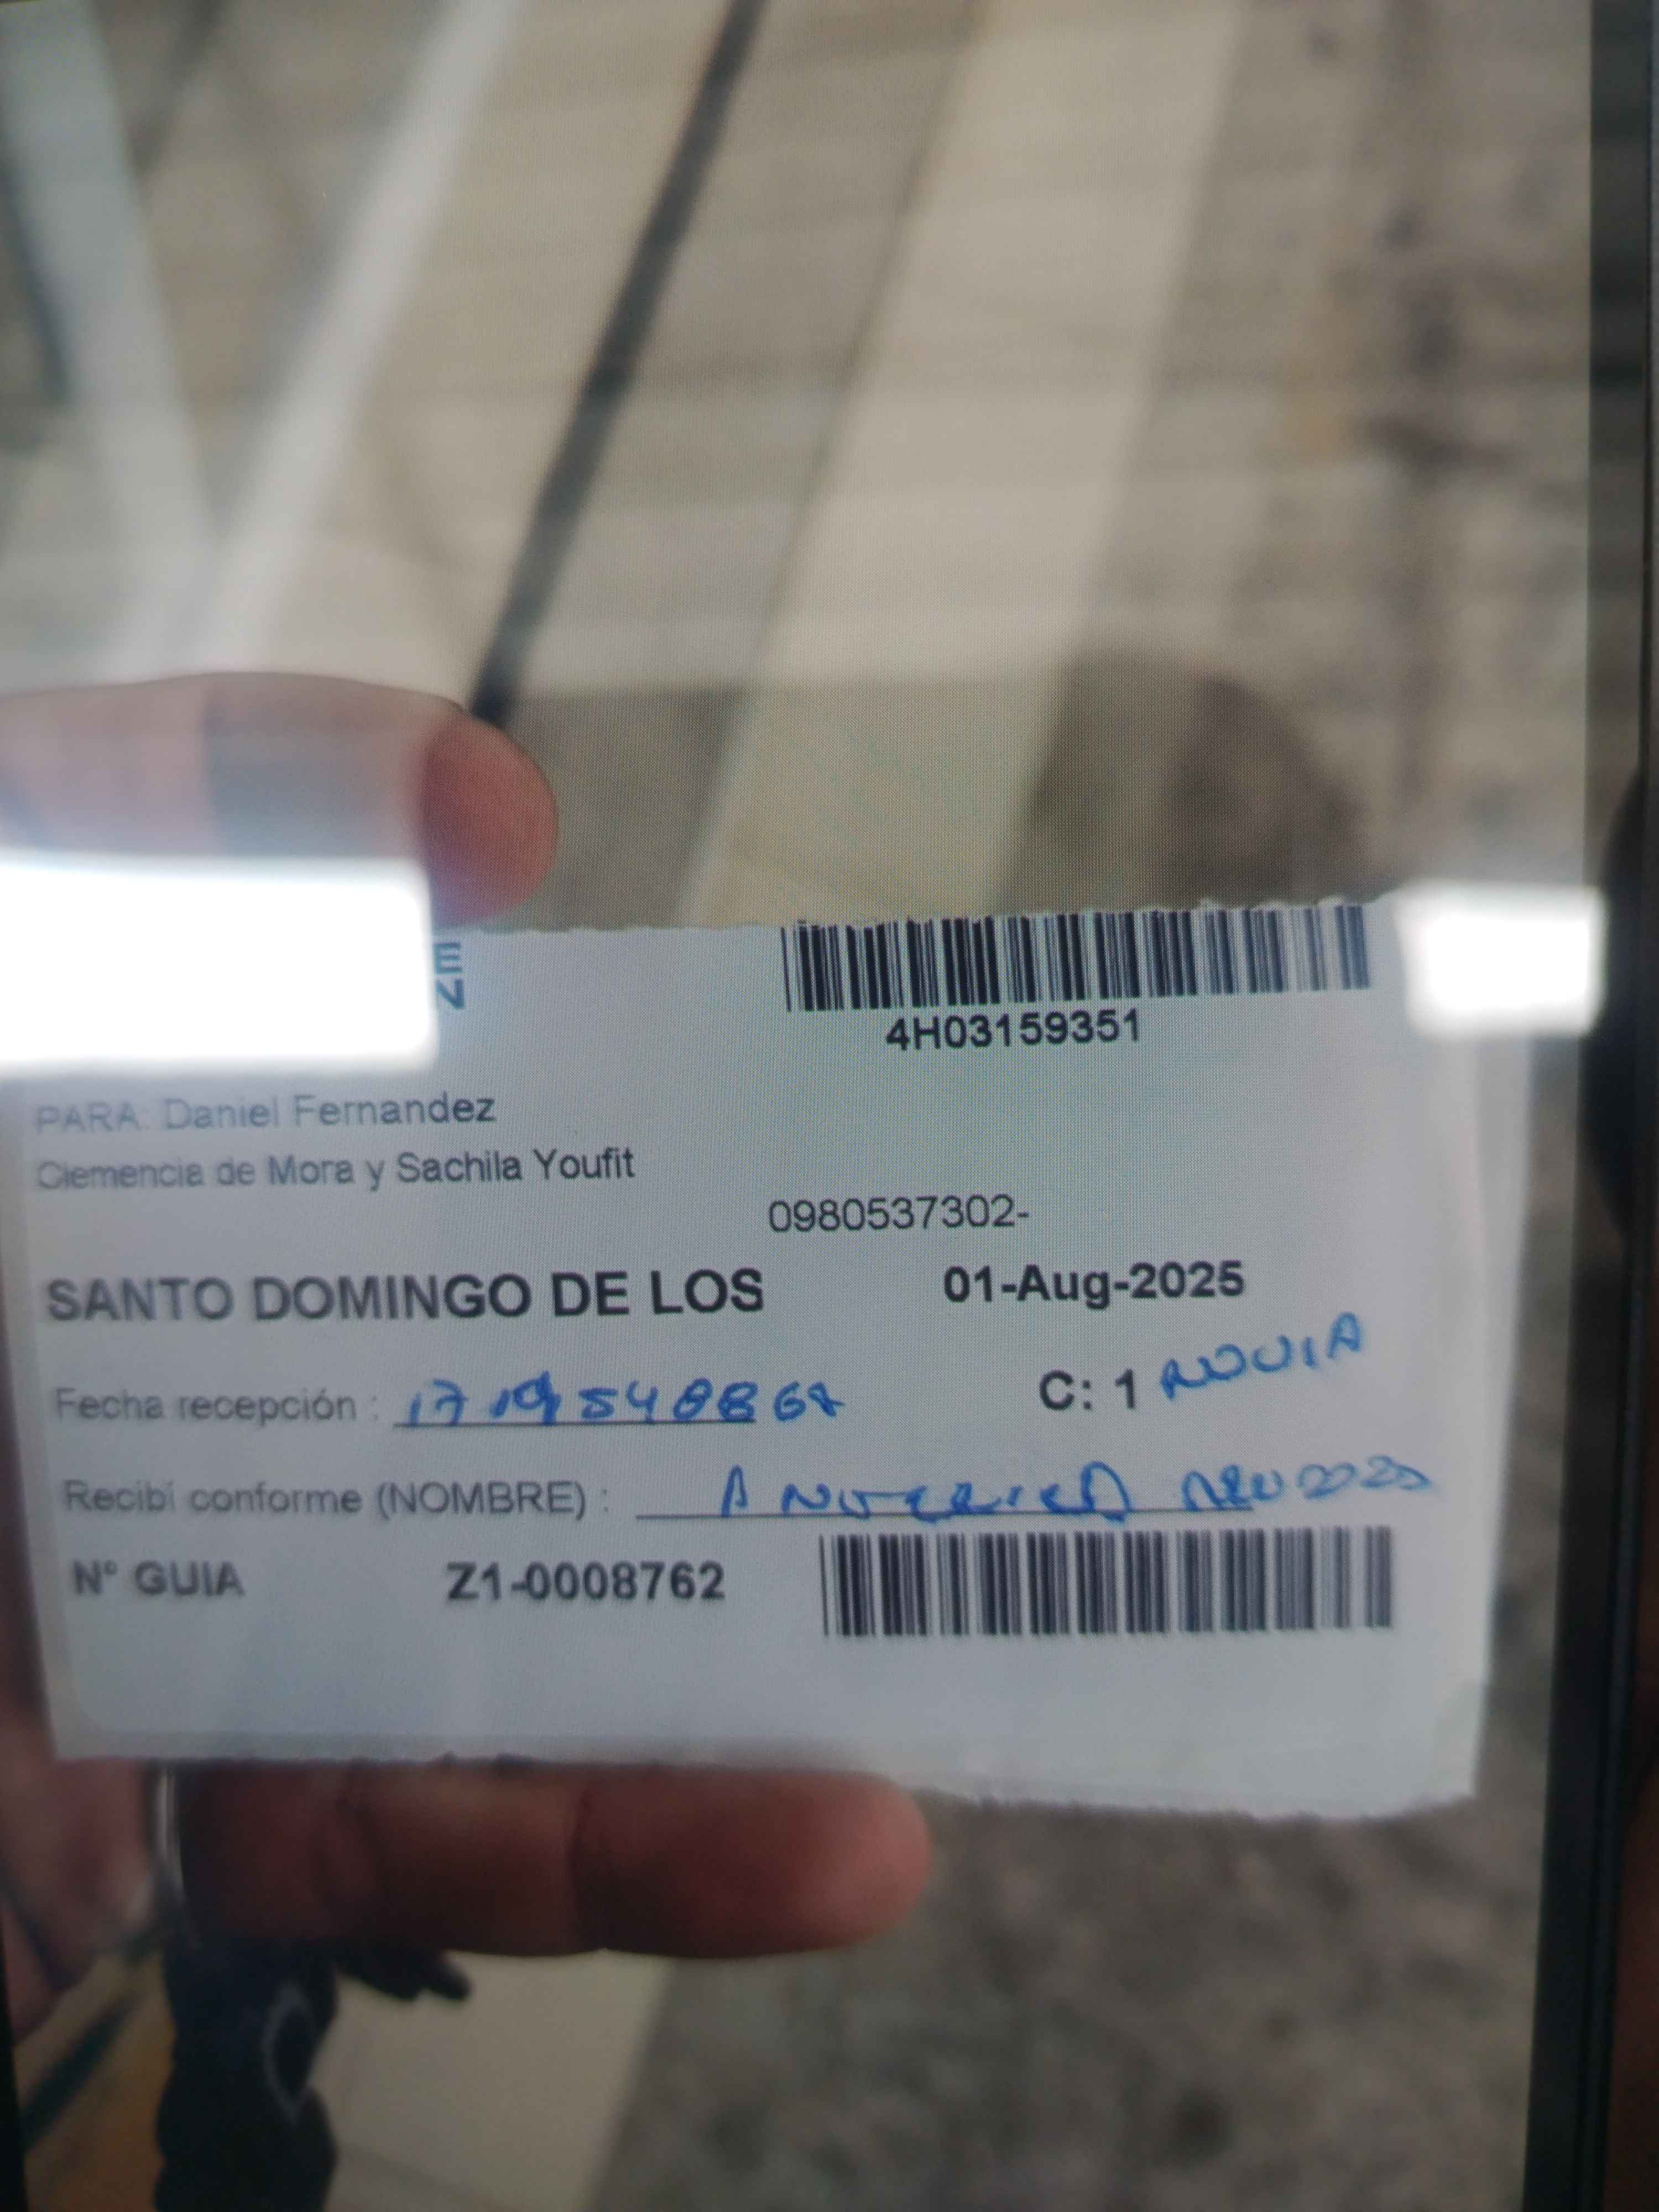 EN
4H03159351
PARA: Daniel Fernandez
Clemencia de Mora y Sachila Youfit
0980537302-
SANTO DOMINGO DE LOS 01-Aug-2025
Fecha recepción : C: 1
Recibí conforme (NOMBRE) :
N° GUIA Z1-0008762